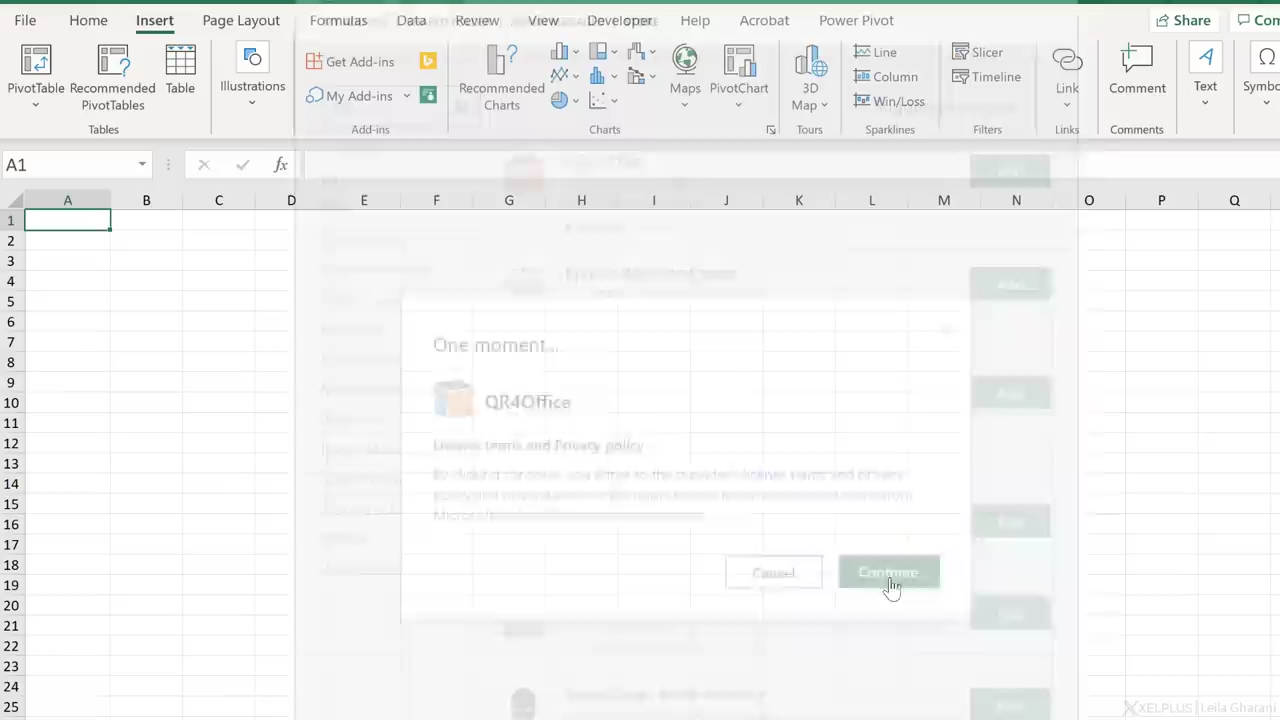 File Home Insert Page Layout Formulas Data Review View Developer Help Acrobat Power Pivot Share
PivotTable Recommended PivotTables Table
Tables
Illustrations
Get Add-ins
My Add-ins
Add-ins
Recommended Charts
Maps PivotChart
Charts
3D Map
Tours
Line
Column
Win/Loss
Sparklines
Slicer
Timeline
Filters
Link
Links
Comment
Comments
Text
A1
fx
A B C D E F G H I J K L M N O P Q
1
2
3
4
5
6
7
8
9
10
11
12
13
14
15
16
17
18
19
20
21
22
23
24
25
One moment...
QR4Office
License terms and Privacy policy
Cancel Continue
XELPLUS | Leila Gharani